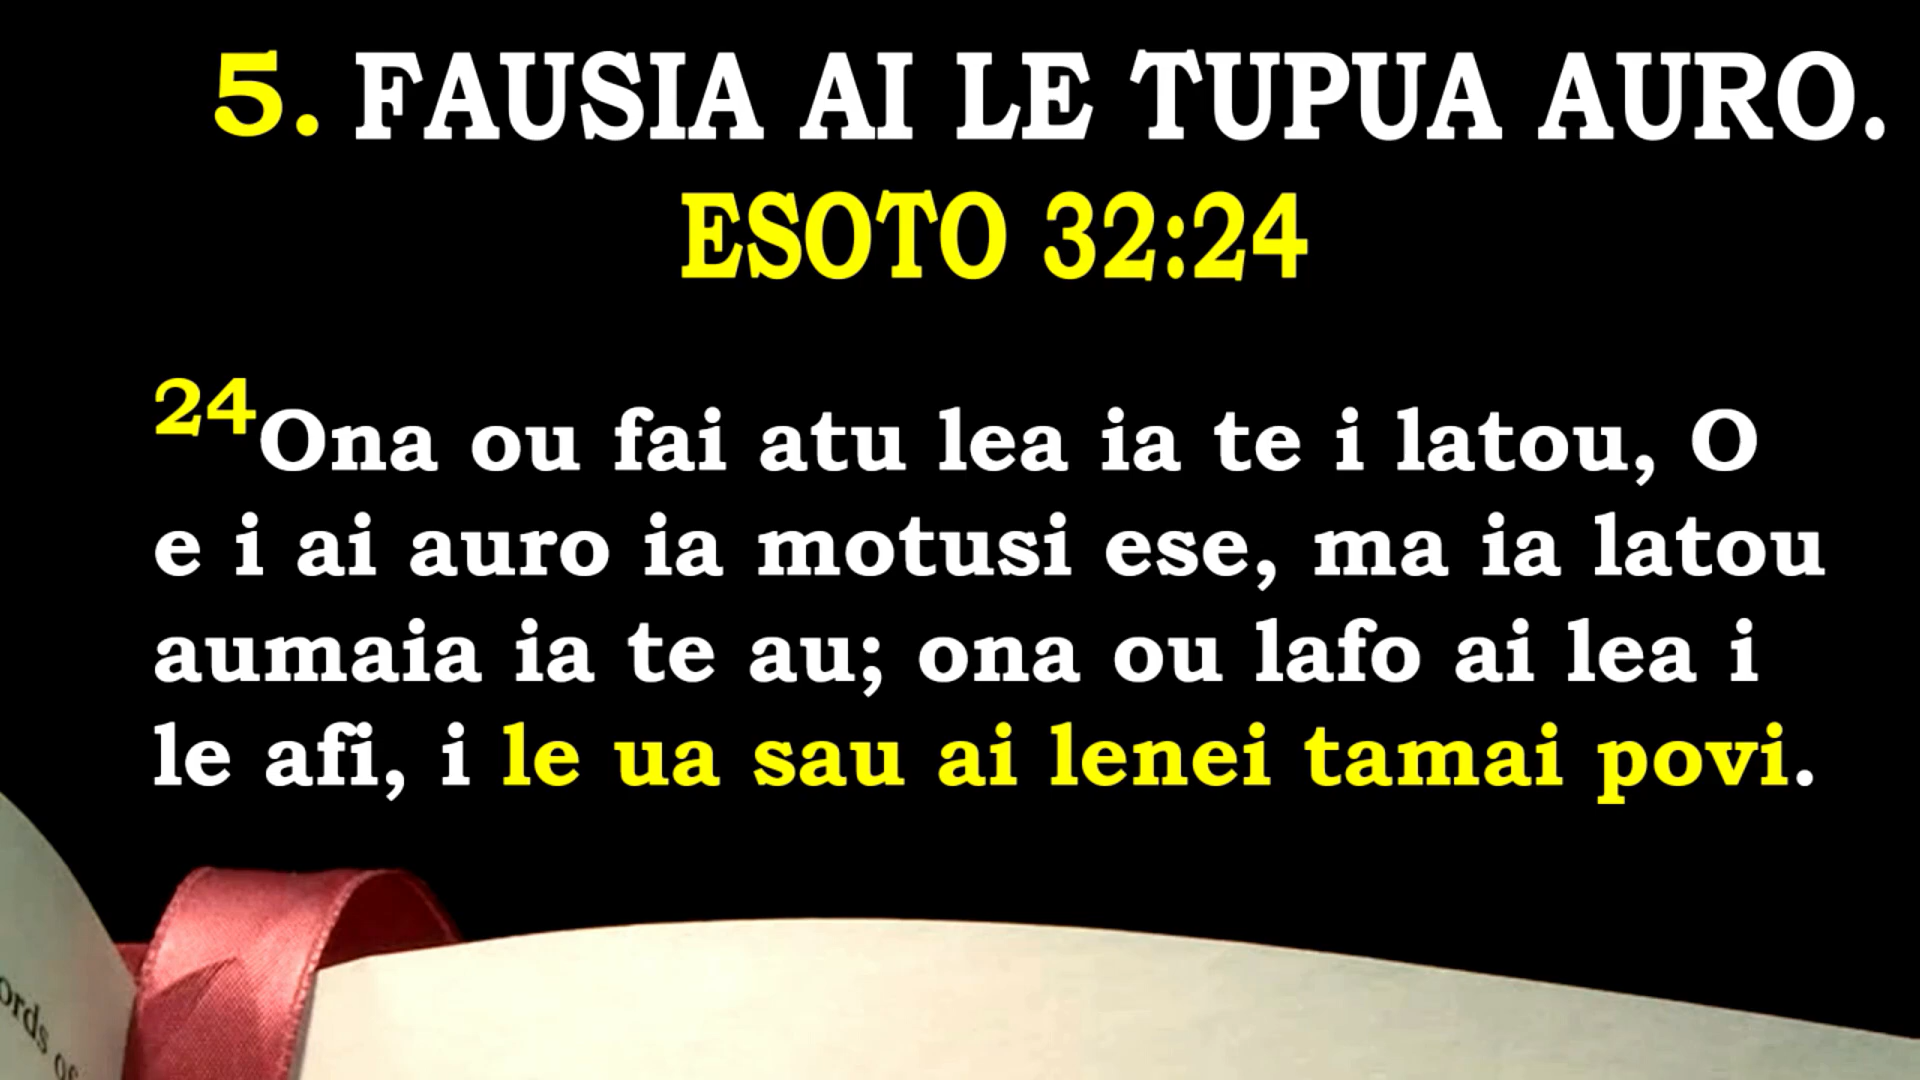 5. FAUSIA AI LE TUPUA AURO.
ESOTO 32:24
24Ona ou fai atu lea ia te i latou, O
e i ai auro ia motusi ese, ma ia latou
aumaia ia te au; ona ou lafo ai lea i
le afi, i le ua sau ai lenei tamai povi.
ords of